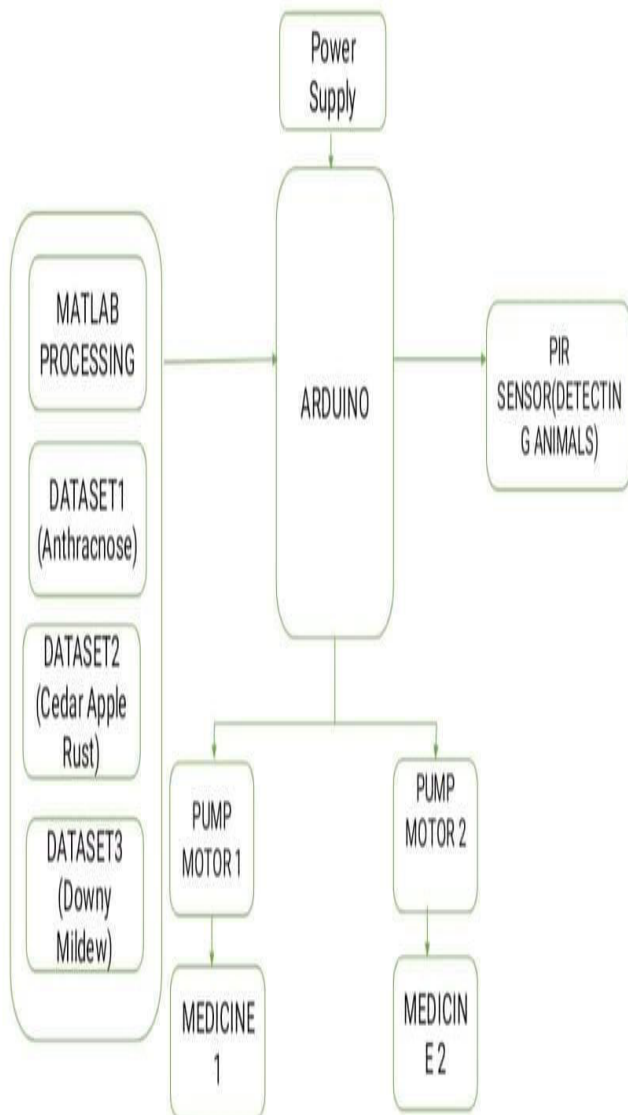 Power
Supply
MATLAB
PROCESSING
DATASET1
(Anthracnose)
DATASET2
(Cedar Apple
Rust)
DATASET3
(Downy
Mildew)
ARDUINO
PIR
SENSOR(DETECTIN
G ANIMALS)
PUMP
MOTOR 1
PUMP
MOTOR 2
MEDICINE
1
MEDICIN
E 2